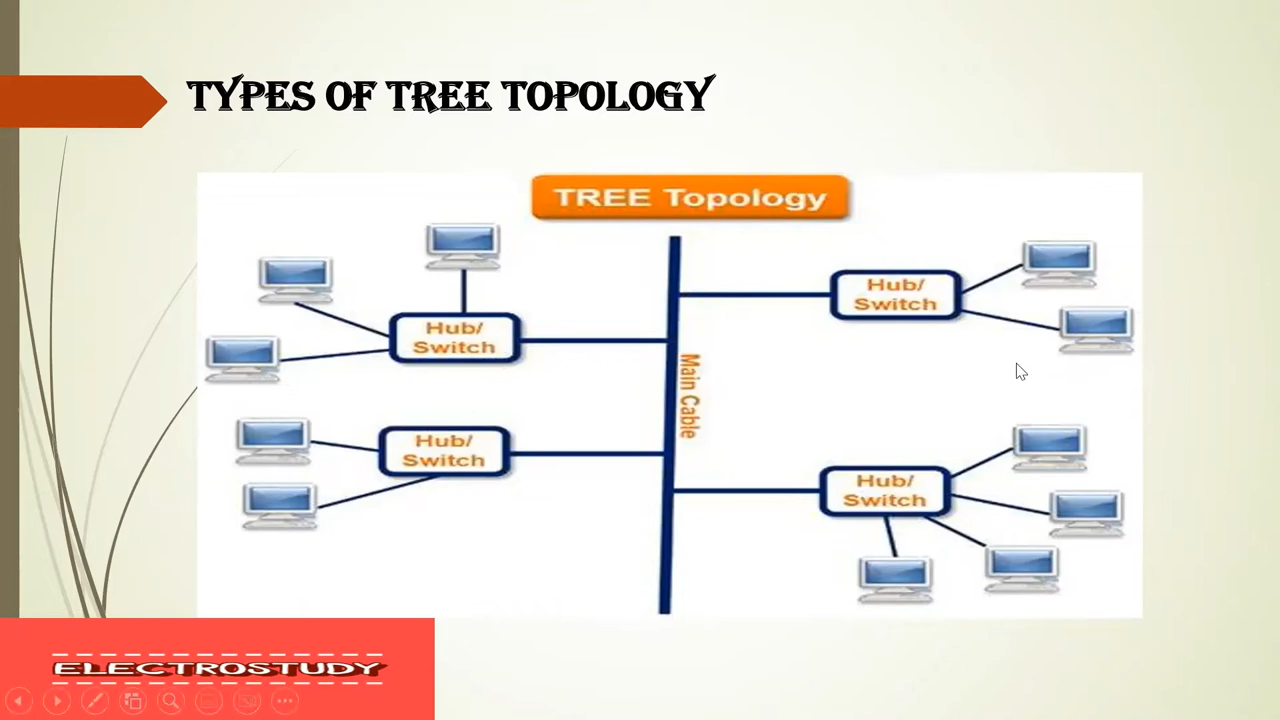 TYPES OF TREE TOPOLOGY
TREE Topology
Hub/
Switch
Hub/
Switch
Main Cable
Hub/
Switch
Hub/
Switch
ELECTROSTUDY